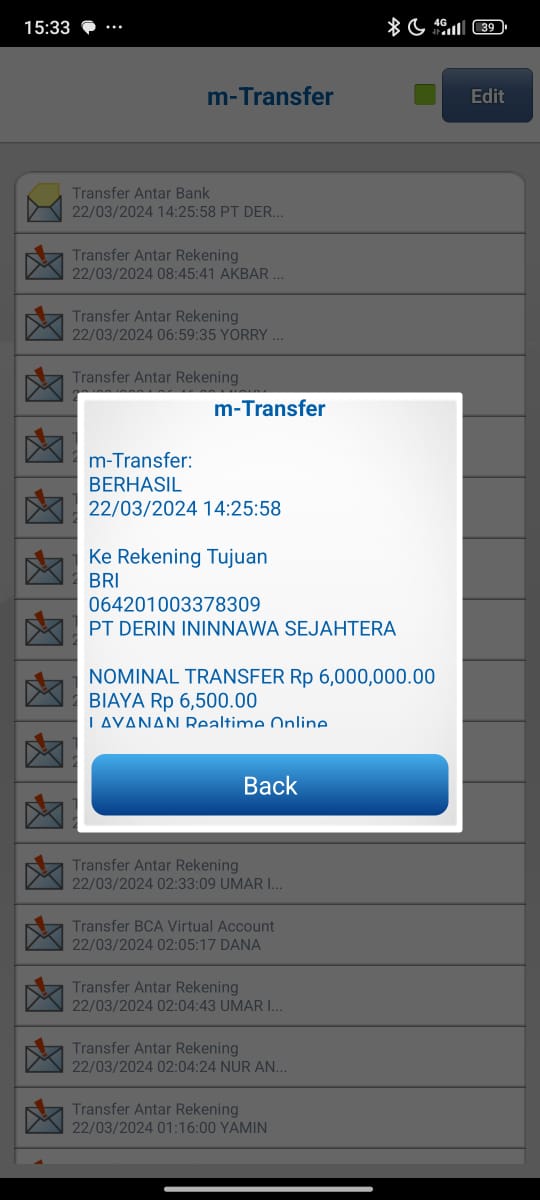 15:33
4G
39
m-Transfer
Edit
Transfer Antar Bank
22/03/2024 14:25:58 PT DER...
Transfer Antar Rekening
22/03/2024 08:45:41 AKBAR ...
Transfer Antar Rekening
22/03/2024 06:59:35 YORRY ...
Transfer Antar Rekening
m-Transfer
m-Transfer:
BERHASIL
22/03/2024 14:25:58
Ke Rekening Tujuan
BRI
064201003378309
PT DERIN ININNAWA SEJAHTERA
NOMINAL TRANSFER Rp 6,000,000.00
BIAYA Rp 6,500.00
LAYANAN Realtime Online
Back
Transfer Antar Rekening
22/03/2024 02:33:09 UMAR I...
Transfer BCA Virtual Account
22/03/2024 02:05:17 DANA
Transfer Antar Rekening
22/03/2024 02:04:43 UMAR I...
Transfer Antar Rekening
22/03/2024 02:04:24 NUR AN...
Transfer Antar Rekening
22/03/2024 01:16:00 YAMIN